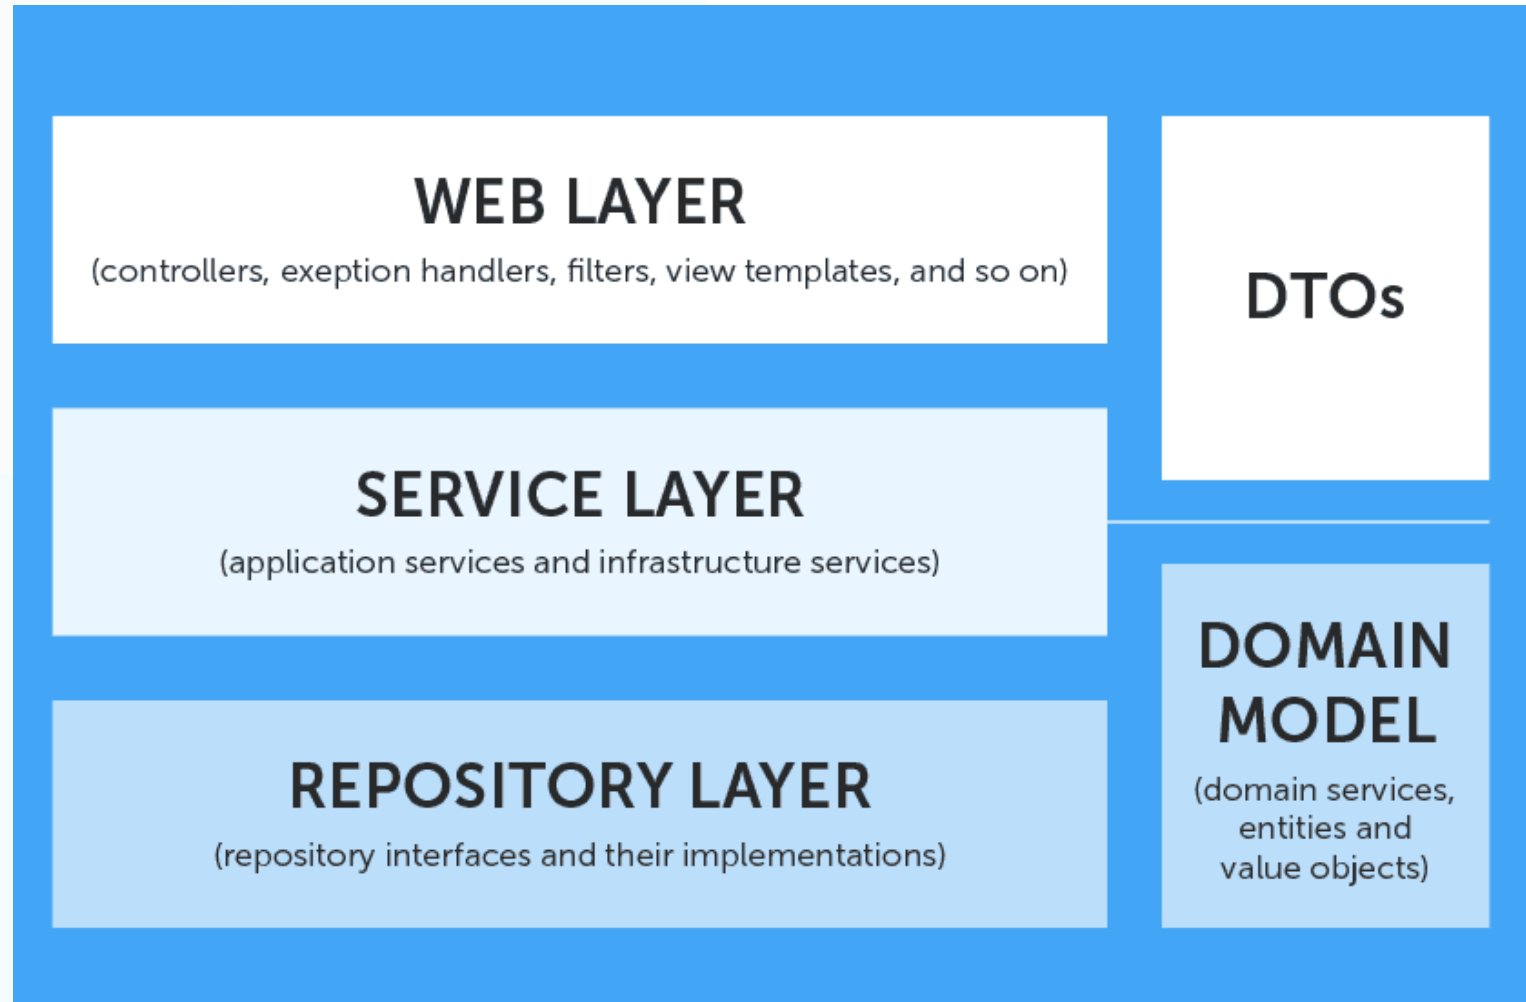 WEB LAYER
(controllers, exeption handlers, filters, view templates, and so on)
DTOs
SERVICE LAYER
(application services and infrastructure services)
DOMAIN
MODEL
(domain services,
entities and
value objects)
REPOSITORY LAYER
(repository interfaces and their implementations)